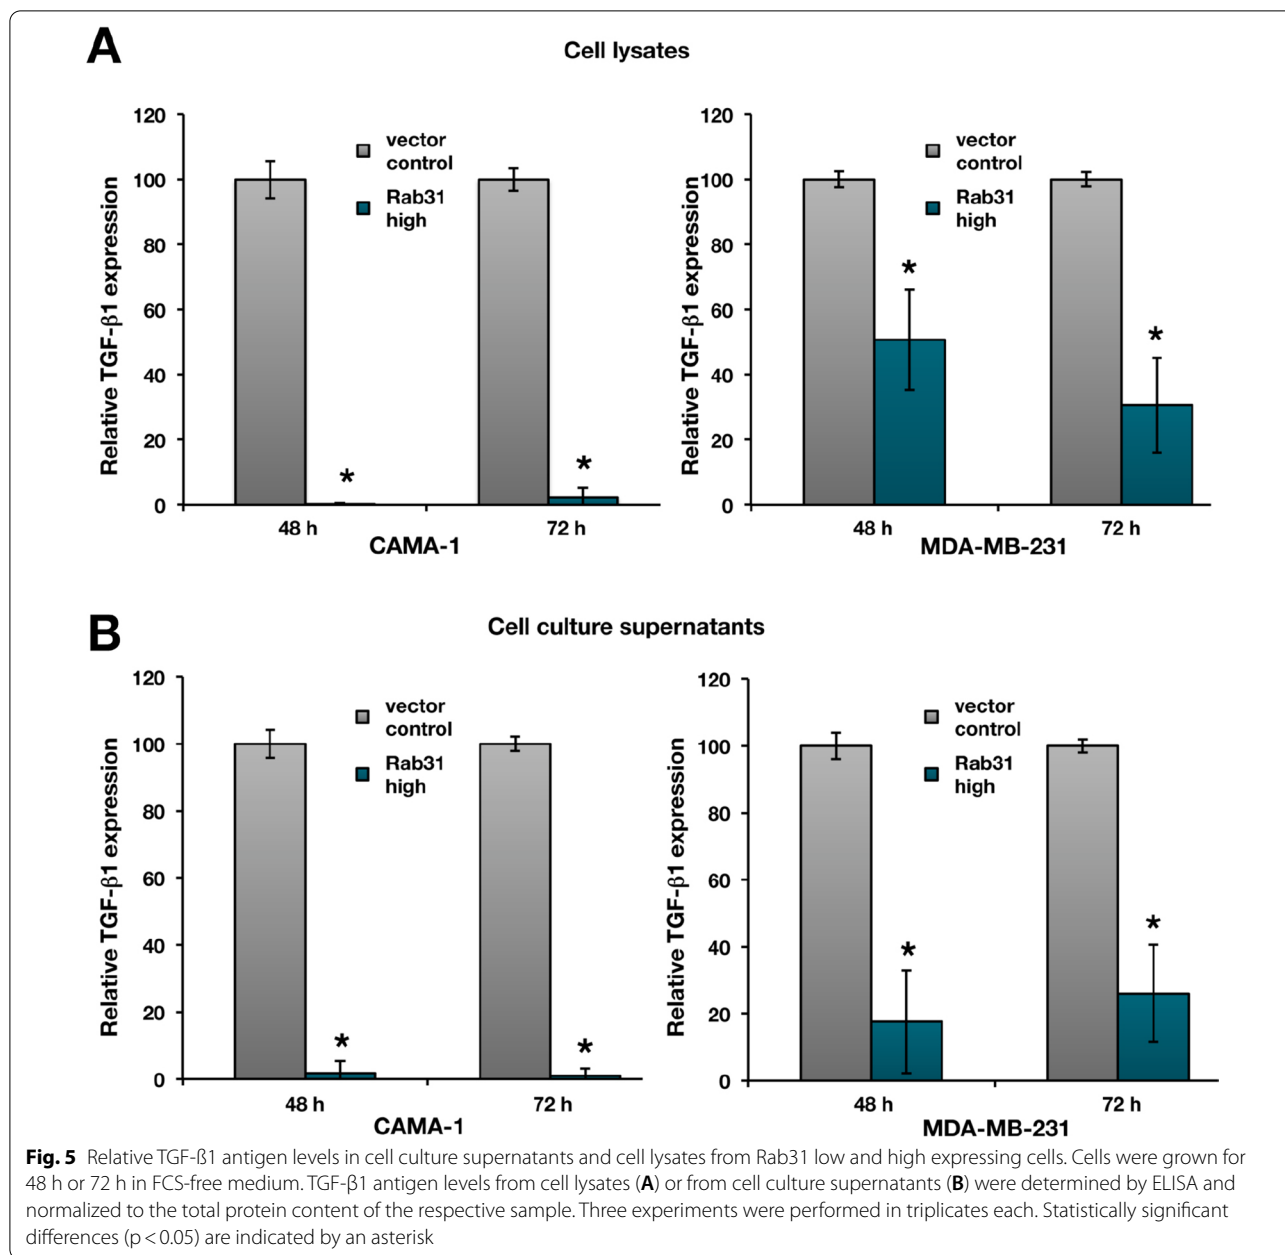 A
Cell lysates
Relative TGF-β1 expression
120
100
80
60
40
20
0
vector
control
Rab31
high
*
*
48 h
72 h
CAMA-1
Relative TGF-β1 expression
120
100
80
60
40
20
0
vector
control
Rab31
high
*
*
48 h
72 h
MDA-MB-231
B
Cell culture supernatants
Relative TGF-β1 expression
120
100
80
60
40
20
0
vector
control
Rab31
high
*
*
48 h
72 h
CAMA-1
Relative TGF-β1 expression
120
100
80
60
40
20
0
vector
control
Rab31
high
*
*
48 h
72 h
MDA-MB-231
Fig. 5 Relative TGF-ß1 antigen levels in cell culture supernatants and cell lysates from Rab31 low and high expressing cells. Cells were grown for
48 h or 72 h in FCS-free medium. TGF-β1 antigen levels from cell lysates (A) or from cell culture supernatants (B) were determined by ELISA and
normalized to the total protein content of the respective sample. Three experiments were performed in triplicates each. Statistically significant
differences (p < 0.05) are indicated by an asterisk